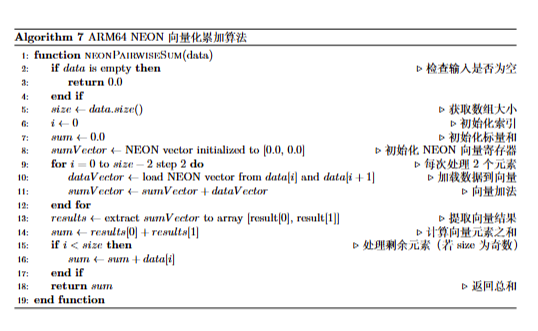 Algorithm 7 ARM64 NEON 向量化累加算法
1: function NEONPAIRWISESUM(data)
2: if data is empty then ▷ 检查输入是否为空
3: return 0.0
4: end if
5: size ← data.size() ▷ 获取数组大小
6: i ← 0 ▷ 初始化索引
7: sum ← 0.0 ▷ 初始化标量和
8: sumVector ← NEON vector initialized to [0.0, 0.0] ▷ 初始化 NEON 向量寄存器
9: for i = 0 to size − 2 step 2 do ▷ 每次处理 2 个元素
10: dataVector ← load NEON vector from data[i] and data[i + 1] ▷ 加载数据到向量
11: sumVector ← sumVector + dataVector ▷ 向量加法
12: end for
13: results ← extract sumVector to array [result[0], result[1]] ▷ 提取向量结果
14: sum ← results[0] + results[1] ▷ 计算向量元素之和
15: if i < size then ▷ 处理剩余元素（若 size 为奇数）
16: sum ← sum + data[i]
17: end if
18: return sum ▷ 返回总和
19: end function